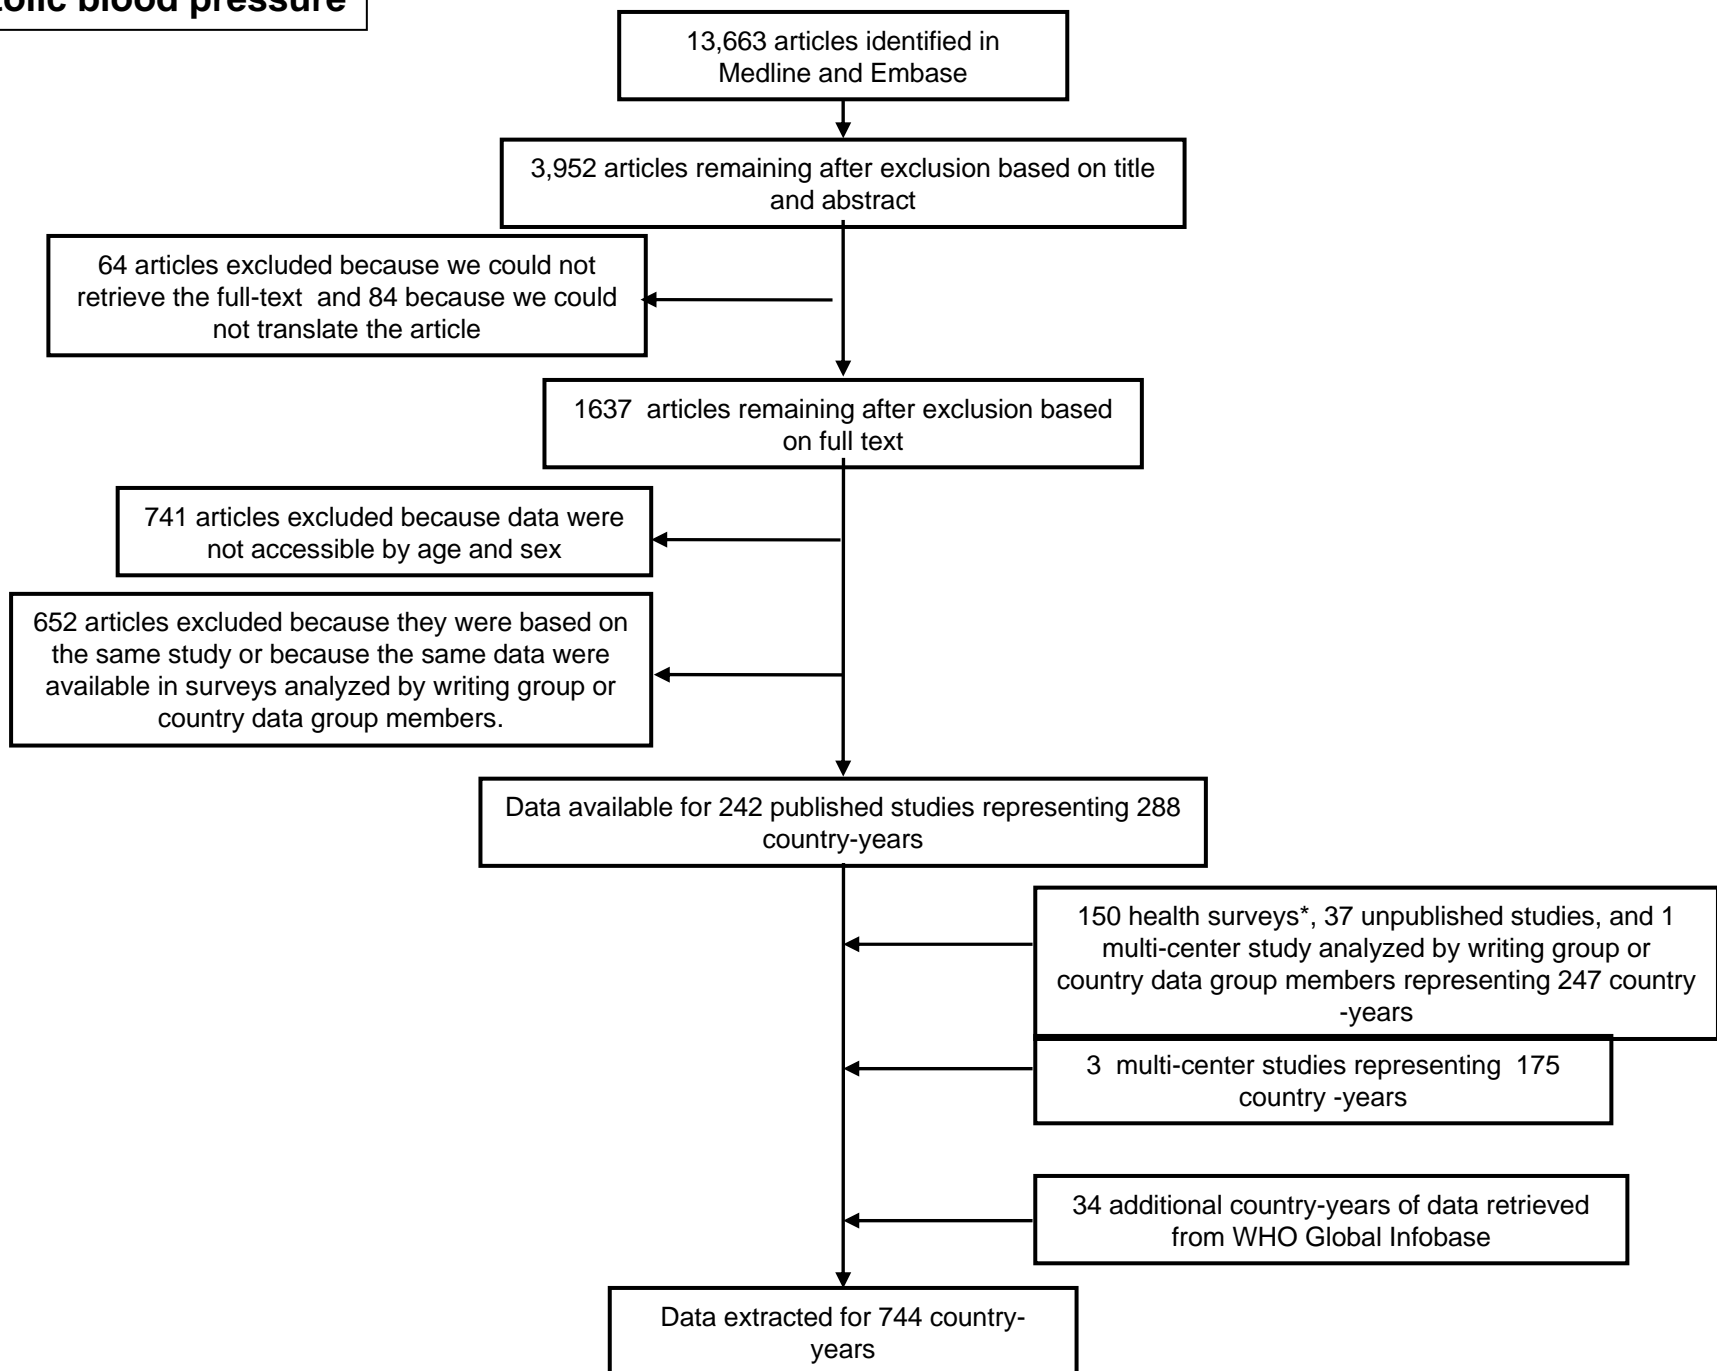 blood pressure
13,663 articles identified in
Medline and Embase
3,952 articles remaining after exclusion based on title
and abstract
64 articles excluded because we could not
retrieve the full-text  and 84 because we could
not translate the article
1637  articles remaining after exclusion based
on full text
741 articles excluded because data were
not accessible by age and sex
652 articles excluded because they were based on
the same study or because the same data were
available in surveys analyzed by writing group or
country data group members.
Data available for 242 published studies representing 288
country-years
150 health surveys*, 37 unpublished studies, and 1
multi-center study analyzed by writing group or
country data group members representing 247 country
-years
3  multi-center studies representing  175
country -years
34 additional country-years of data retrieved
from WHO Global Infobase
Data extracted for 744 country-
years